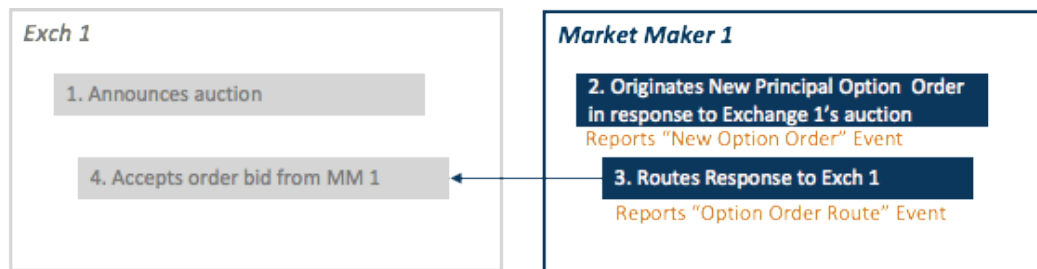 Exch 1
Market Maker 1
1. Announces auction
2. Originates New Principal Option Order
in response to Exchange 1's auction
Reports “New Option Order” Event
4. Accepts order bid from MM 1
3. Routes Response to Exch 1
Reports “Option Order Route” Event